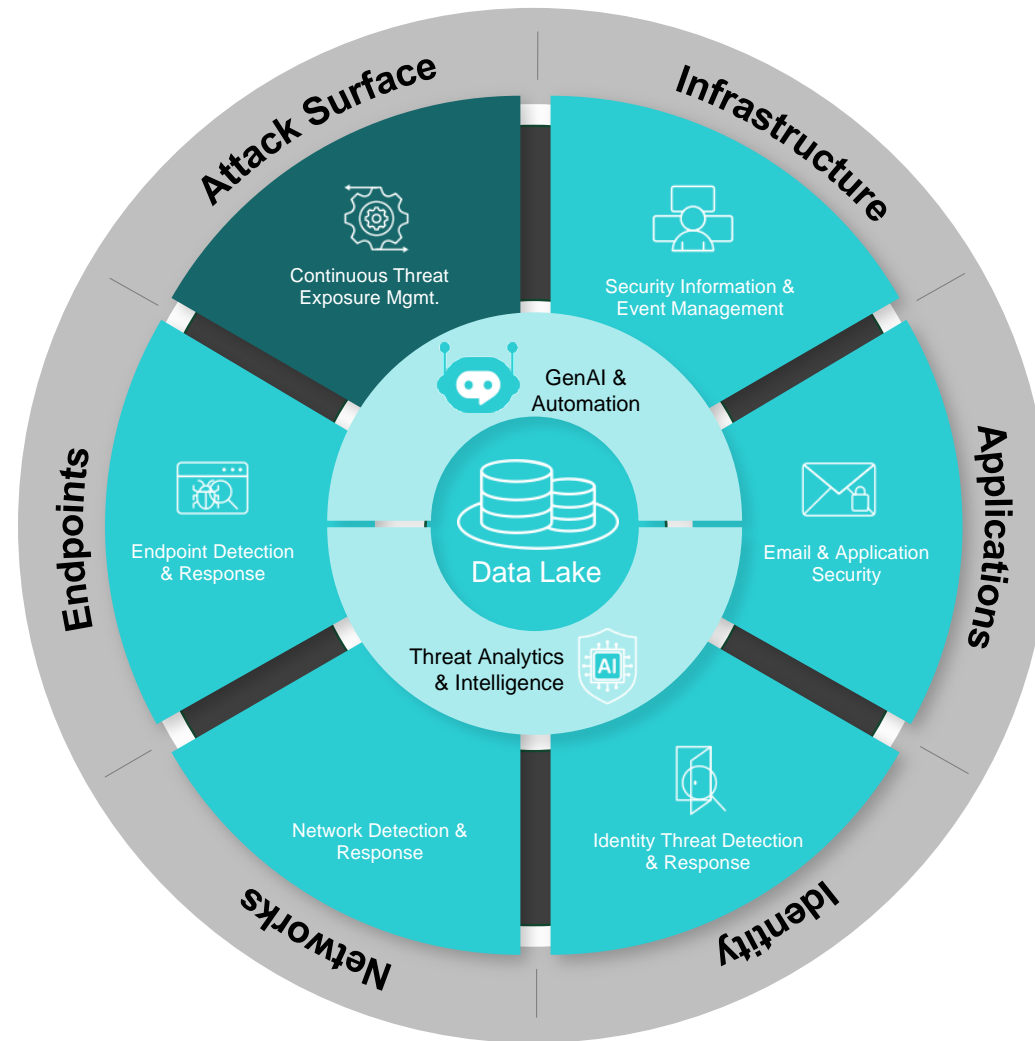 Attack Surface
Infrastructure
Continuous Threat
Exposure Mgmt.
Security Information &
Event Management
GenAI &
Automation
Endpoints
Applications
Endpoint Detection
& Response
Data Lake
Email & Application
Security
Threat Analytics
& Intelligence
AI
Network Detection &
Response
Identity Threat Detection
& Response
Networks
Identity